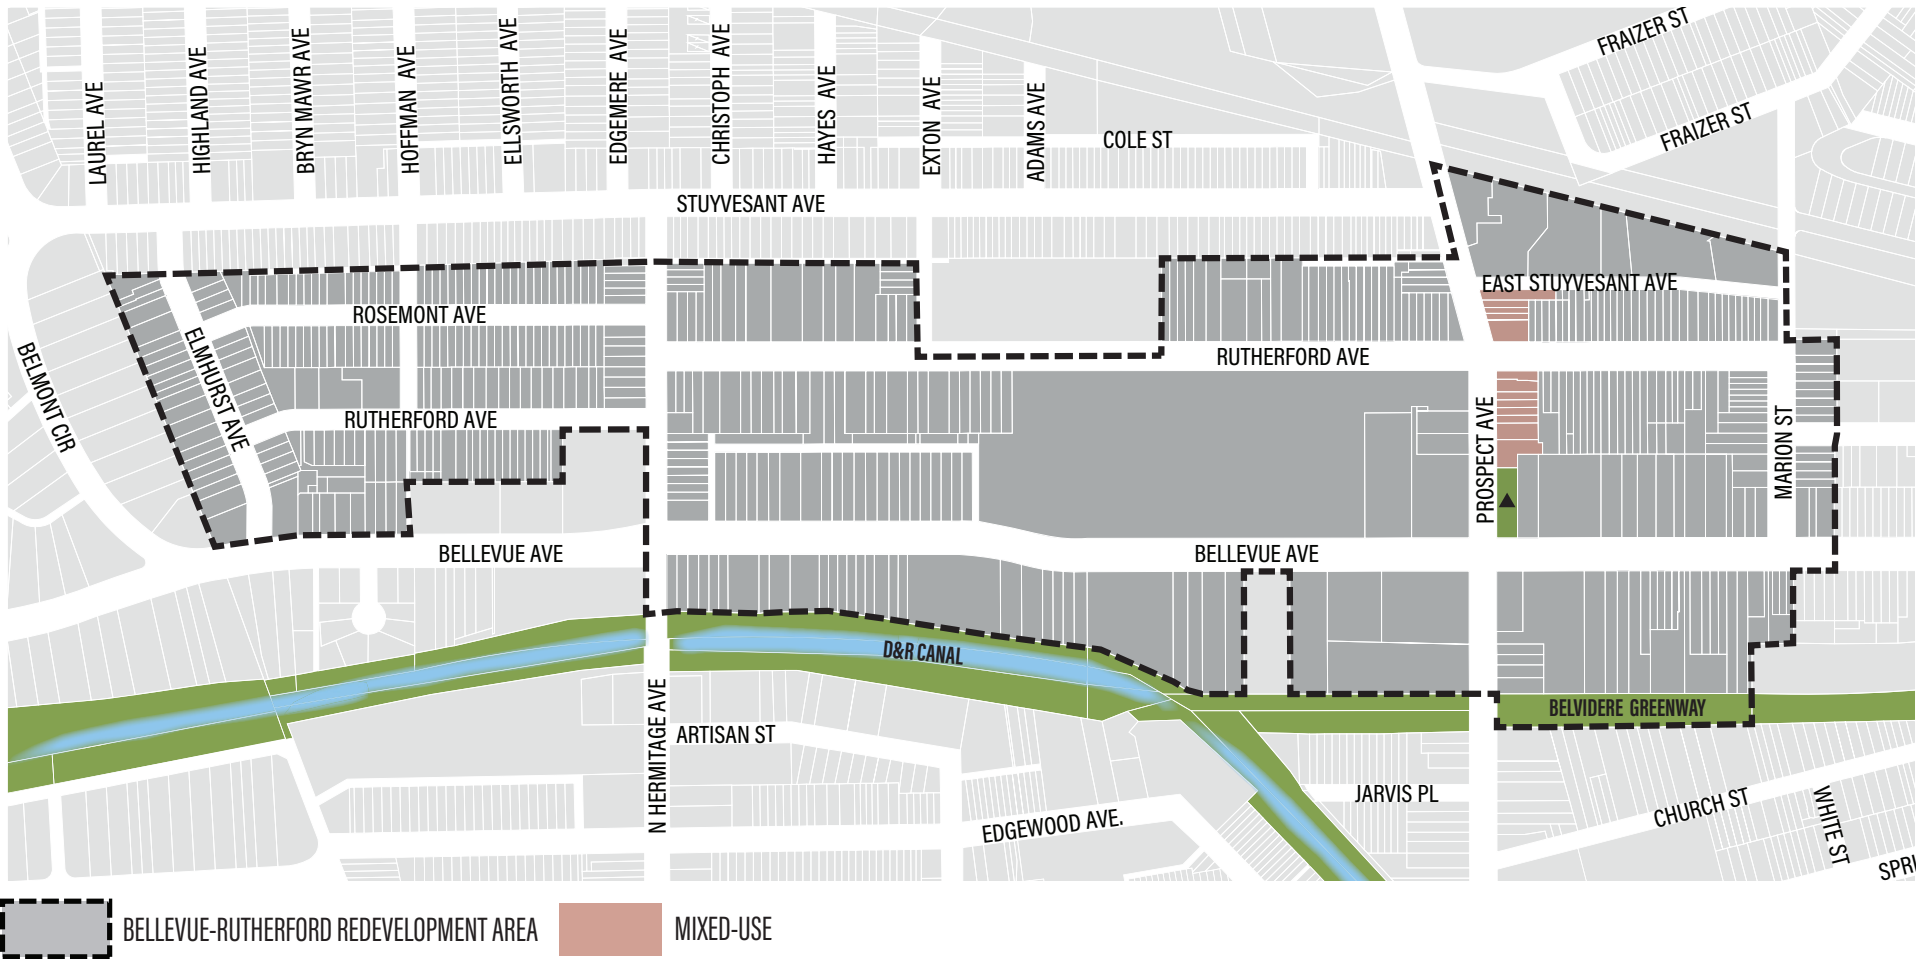 FRAIZER ST
LAUREL AVE
HIGHLAND AVE
BRYN MAWR AVE
HOFFMAN AVE
ELLSWORTH AVE
EDGEMERE AVE
CHRISTOPH AVE
HAYES AVE
EXTON AVE
ADAMS AVE
COLE ST
FRAIZER ST
STUYVESANT AVE
EAST STUYVESANT AVE
ROSEMONT AVE
ELMHURST AVE
BELMONT CIR
RUTHERFORD AVE
RUTHERFORD AVE
PROSPECT AVE
MARION ST
BELLEVUE AVE
BELLEVUE AVE
D&R CANAL
N HERMITAGE AVE
BELVIDERE GREENWAY
ARTISAN ST
JARVIS PL
EDGEWOOD AVE.
CHURCH ST
WHITE ST
SPRI
BELLEVUE-RUTHERFORD REDEVELOPMENT AREA
MIXED-USE